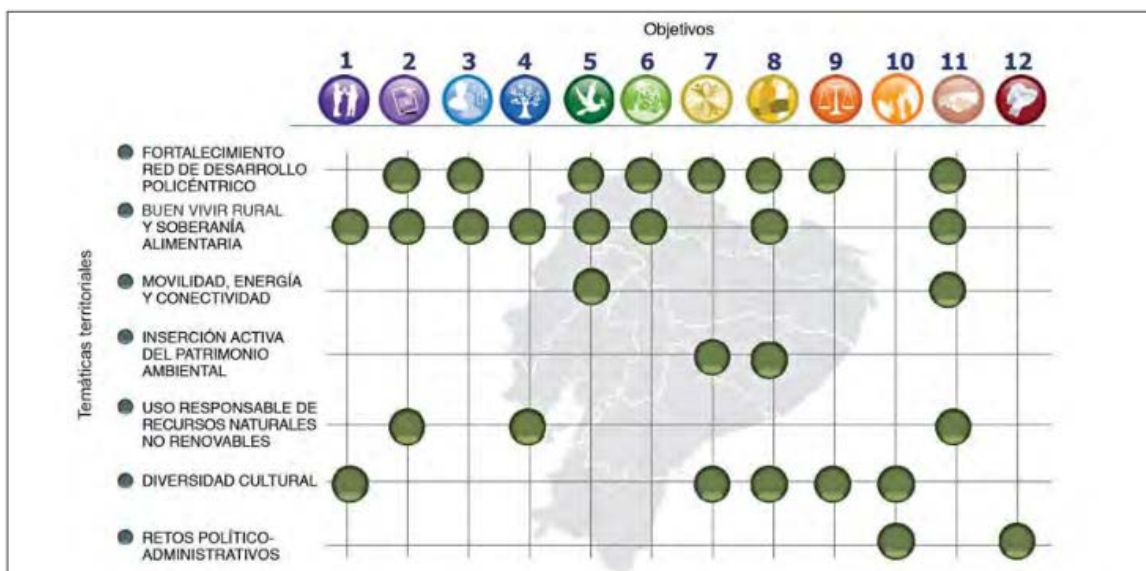 Objetivos
1 2 3 4 5 6 7 8 9 10 11 12
Temáticas territoriales
FORTALECIMIENTO
RED DE DESARROLLO
POLICÉNTRICO
BUEN VIVIR RURAL
Y SOBERANÍA
ALIMENTARIA
MOVILIDAD, ENERGÍA
Y CONECTIVIDAD
INSERCIÓN ACTIVA
DEL PATRIMONIO
AMBIENTAL
USO RESPONSABLE DE
RECURSOS NATURALES
NO RENOVABLES
DIVERSIDAD CULTURAL
RETOS POLÍTICO-
ADMINISTRATIVOS